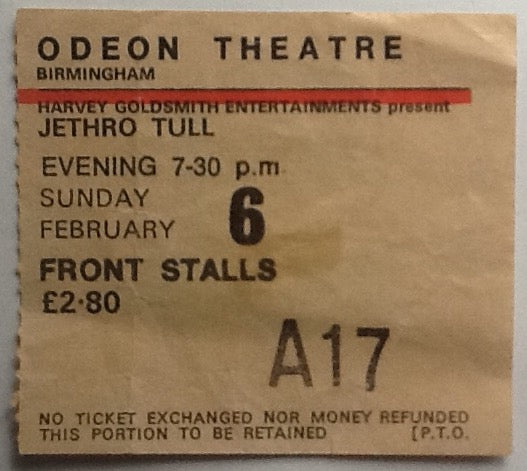 ODEON THEATRE
BIRMINGHAM
HARVEY GOLDSMITH ENTERTAINMENTS present
JETHRO TULL
EVENING 7-30 p.m
SUNDAY
FEBRUARY 6
FRONT STALLS
£2·80
A17
NO TICKET EXCHANGED NOR MONEY REFUNDED
THIS PORTION TO BE RETAINED [P.T.O.